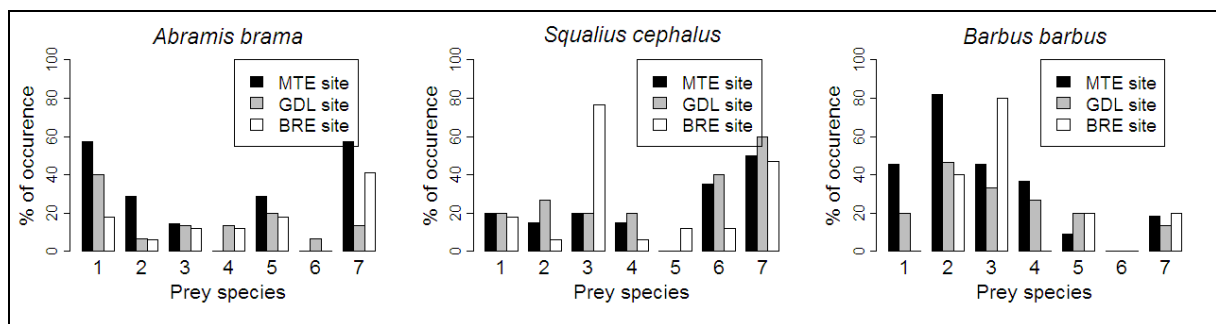 Abramis brama
% of occurence
100
80
60
40
20
0
MTE site
GDL site
BRE site
1 2 3 4 5 6 7
Prey species
Squalius cephalus
% of occurence
100
80
60
40
20
0
MTE site
GDL site
BRE site
1 2 3 4 5 6 7
Prey species
Barbus barbus
% of occurence
100
80
60
40
20
0
MTE site
GDL site
BRE site
1 2 3 4 5 6 7
Prey species